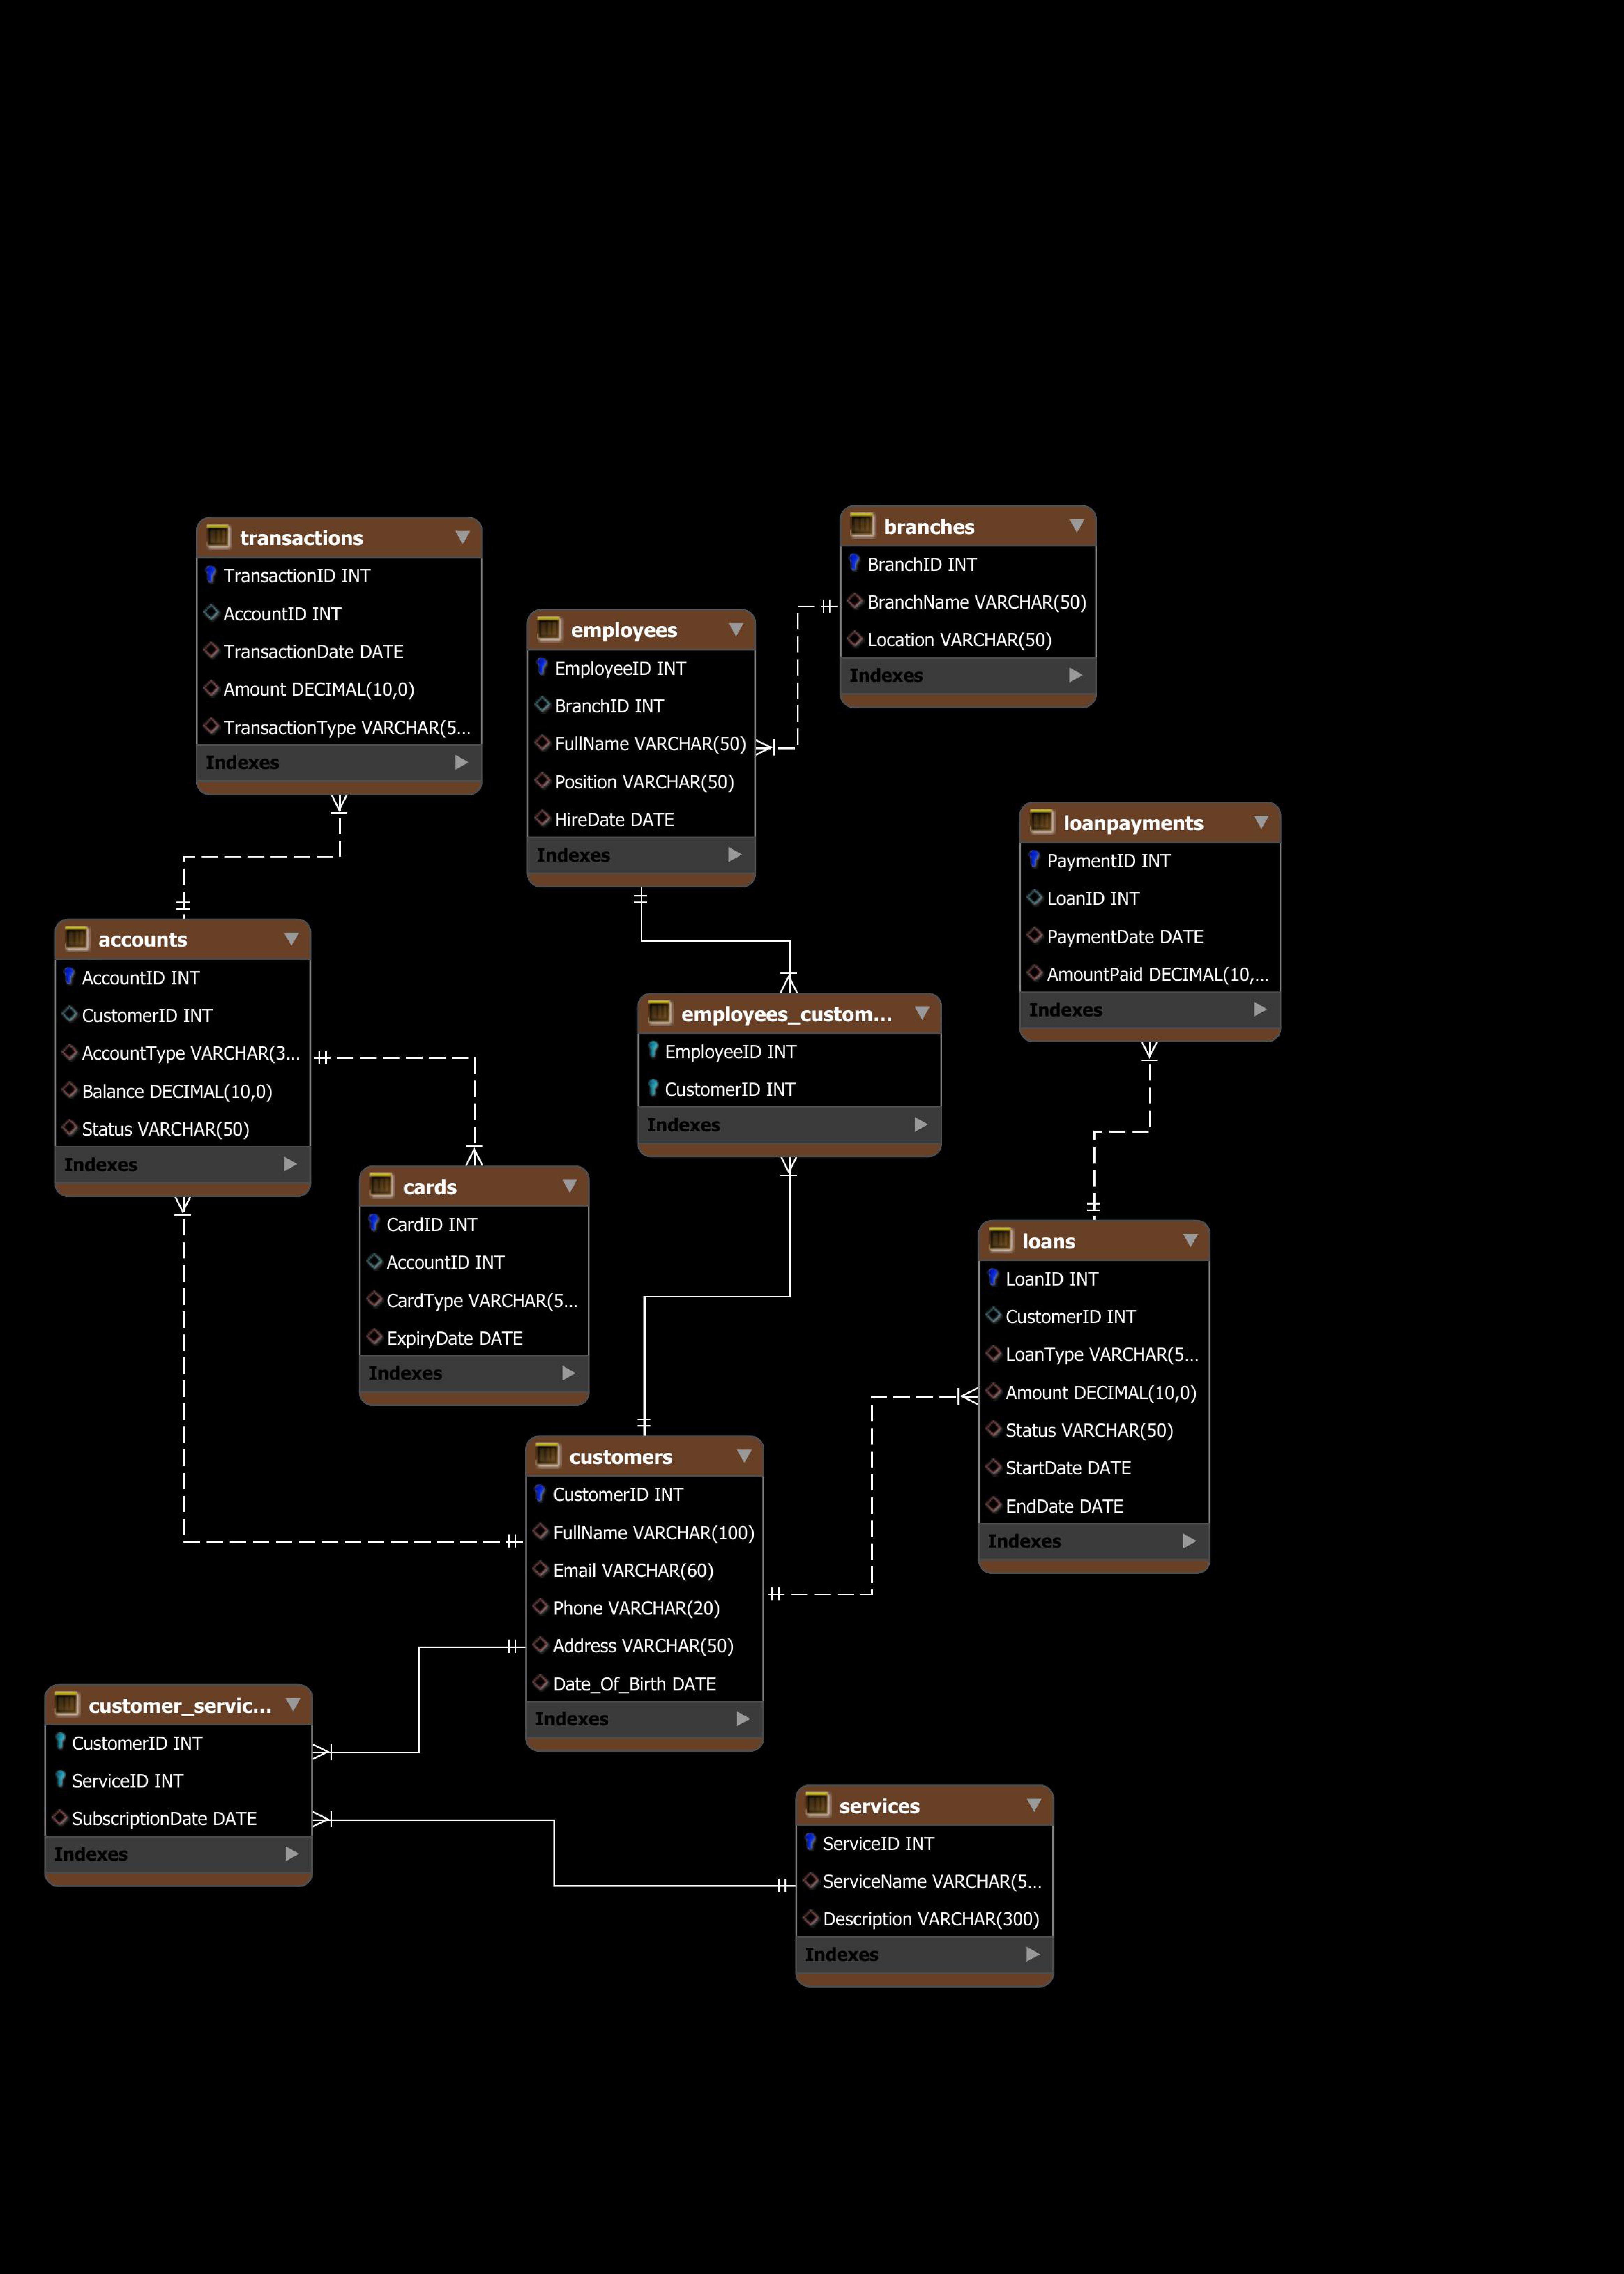 transactions
TransactionID INT
AccountID INT
TransactionDate DATE
Amount DECIMAL(10,0)
TransactionType VARCHAR(5...
Indexes
branches
BranchID INT
BranchName VARCHAR(50)
Location VARCHAR(50)
Indexes
employees
EmployeeID INT
BranchID INT
FullName VARCHAR(50)
Position VARCHAR(50)
HireDate DATE
Indexes
loanpayments
PaymentID INT
LoanID INT
PaymentDate DATE
AmountPaid DECIMAL(10,...
Indexes
accounts
AccountID INT
CustomerID INT
AccountType VARCHAR(3...
Balance DECIMAL(10,0)
Status VARCHAR(50)
Indexes
employees_custom...
EmployeeID INT
CustomerID INT
Indexes
cards
CardID INT
AccountID INT
CardType VARCHAR(5...
ExpiryDate DATE
Indexes
loans
LoanID INT
CustomerID INT
LoanType VARCHAR(5...
Amount DECIMAL(10,0)
Status VARCHAR(50)
StartDate DATE
EndDate DATE
Indexes
customers
CustomerID INT
FullName VARCHAR(100)
Email VARCHAR(60)
Phone VARCHAR(20)
Address VARCHAR(50)
Date_Of_Birth DATE
Indexes
customer_servic...
CustomerID INT
ServiceID INT
SubscriptionDate DATE
Indexes
services
ServiceID INT
ServiceName VARCHAR(5...
Description VARCHAR(300)
Indexes